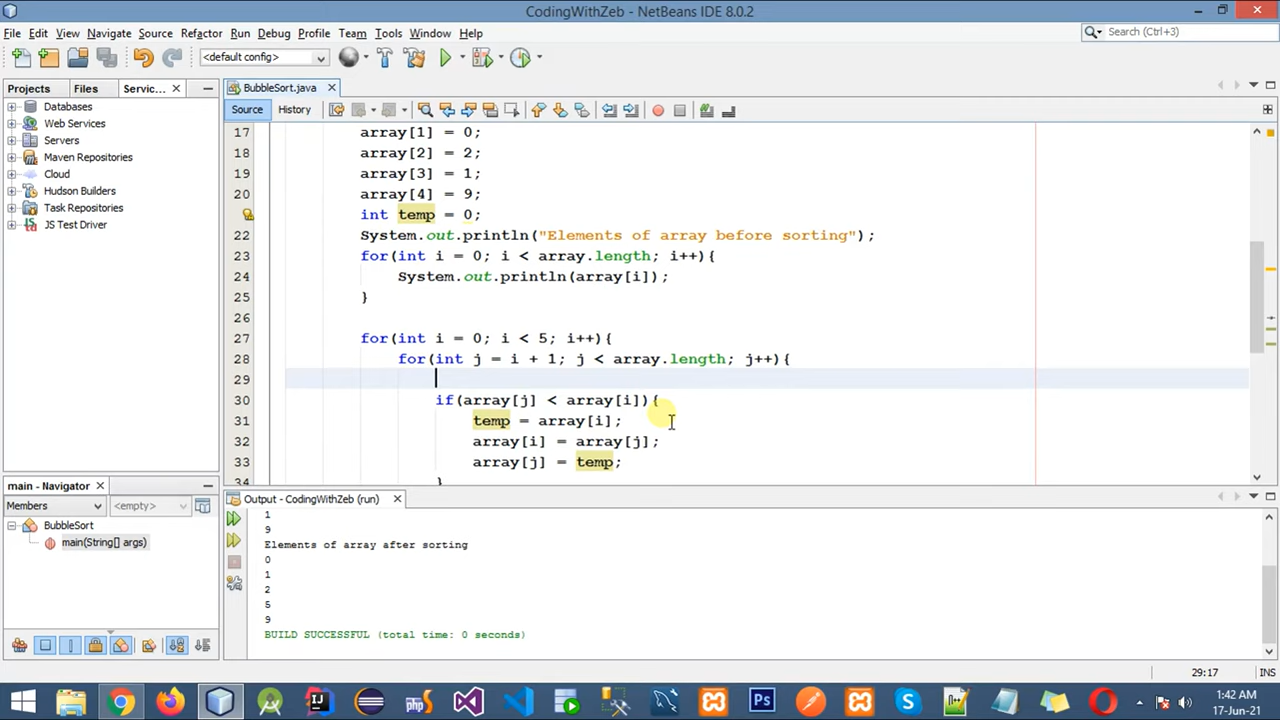 CodingWithZeb - NetBeans IDE 8.0.2
File Edit View Navigate Source Refactor Run Debug Profile Team Tools Window Help
Search (Ctrl+3)
<default config>
Projects Files Servic...
Databases
Web Services
Servers
Maven Repositories
Cloud
Hudson Builders
Task Repositories
JS Test Driver
BubbleSort.java
Source History
17 array[1] = 0;
18 array[2] = 2;
19 array[3] = 1;
20 array[4] = 9;
int temp = 0;
22 System.out.println("Elements of array before sorting");
23 for(int i = 0; i < array.length; i++){
24 System.out.println(array[i]);
25 }
26
27 for(int i = 0; i < 5; i++){
28 for(int j = i + 1; j < array.length; j++){
29
30 if(array[j] < array[i]){
31 temp = array[i];
32 array[i] = array[j];
33 array[j] = temp;
34 }
main - Navigator
Members <empty>
BubbleSort
main(String[] args)
Output - CodingWithZeb (run)
1
9
Elements of array after sorting
0
1
2
5
9
BUILD SUCCESSFUL (total time: 0 seconds)
29:17 INS
php
Ps
1:42 AM
17-Jun-21